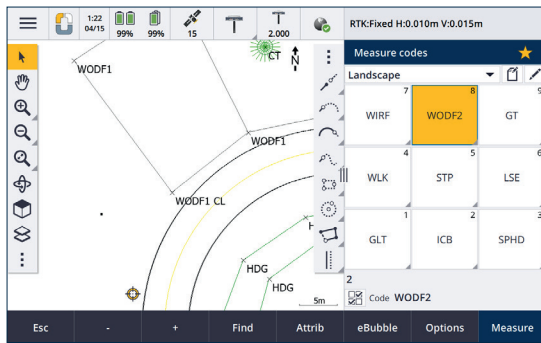 1:22
04/15
99%
99%
15
2.000
RTK:Fixed H:0.010m V:0.015m
CT
N
WODF1
WODF1
WODF1 CL
H
HDG
HDG
5m
Measure codes
Landscape
7
WIRF
8
WODF2
9
GT
4
WLK
5
STP
6
LSE
1
GLT
2
ICB
3
SPHD
2
Code WODF2
Esc
-
+
Find
Attrib
eBubble
Options
Measure